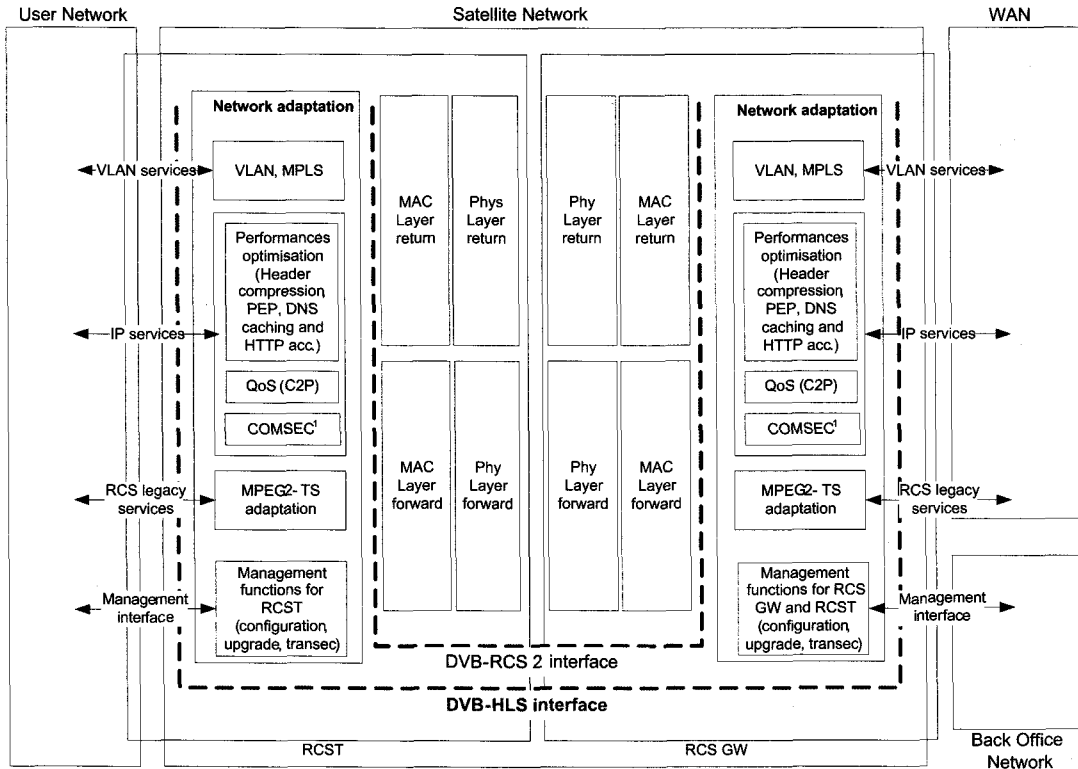 User Network
Satellite Network
WAN
Network adaptation
VLAN services
VLAN, MPLS
Performances
optimisation
(Header
compression,
PEP, DNS
caching and
HTTP acc.)
IP services
QoS (C2P)
COMSEC¹
RCS legacy
services
MPEG2-TS
adaptation
Management
interface
Management
functions for
RCST
(configuration,
upgrade, transec)
MAC
Layer
return
Phys
Layer
return
Phy
Layer
return
MAC
Layer
return
MAC
Layer
forward
Phy
Layer
forward
Phy
Layer
forward
MAC
Layer
forward
Network adaptation
VLAN, MPLS
VLAN services
Performances
optimisation
(Header
compression,
PEP, DNS
caching and
HTTP acc.)
IP services
QoS (C2P)
COMSEC¹
MPEG2-TS
adaptation
RCS legacy
services
Management
functions for RCS
GW and RCST
(configuration,
upgrade, transec)
Management
interface
DVB-RCS 2 interface
DVB-HLS interface
RCST
RCS GW
Back Office
Network